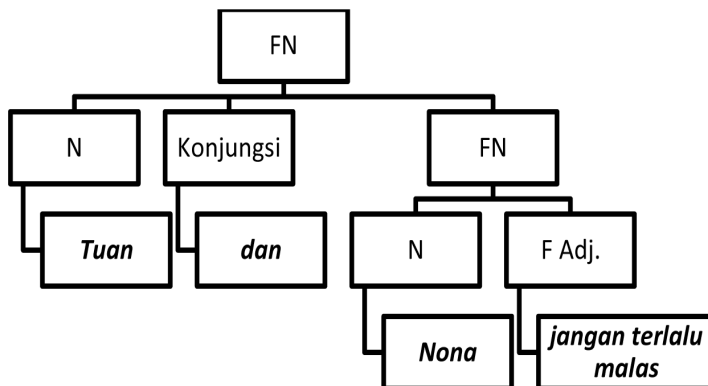 FN
N
Konjungsi
FN
Tuan
dan
N
F Adj.
Nona
jangan terlalu
malas